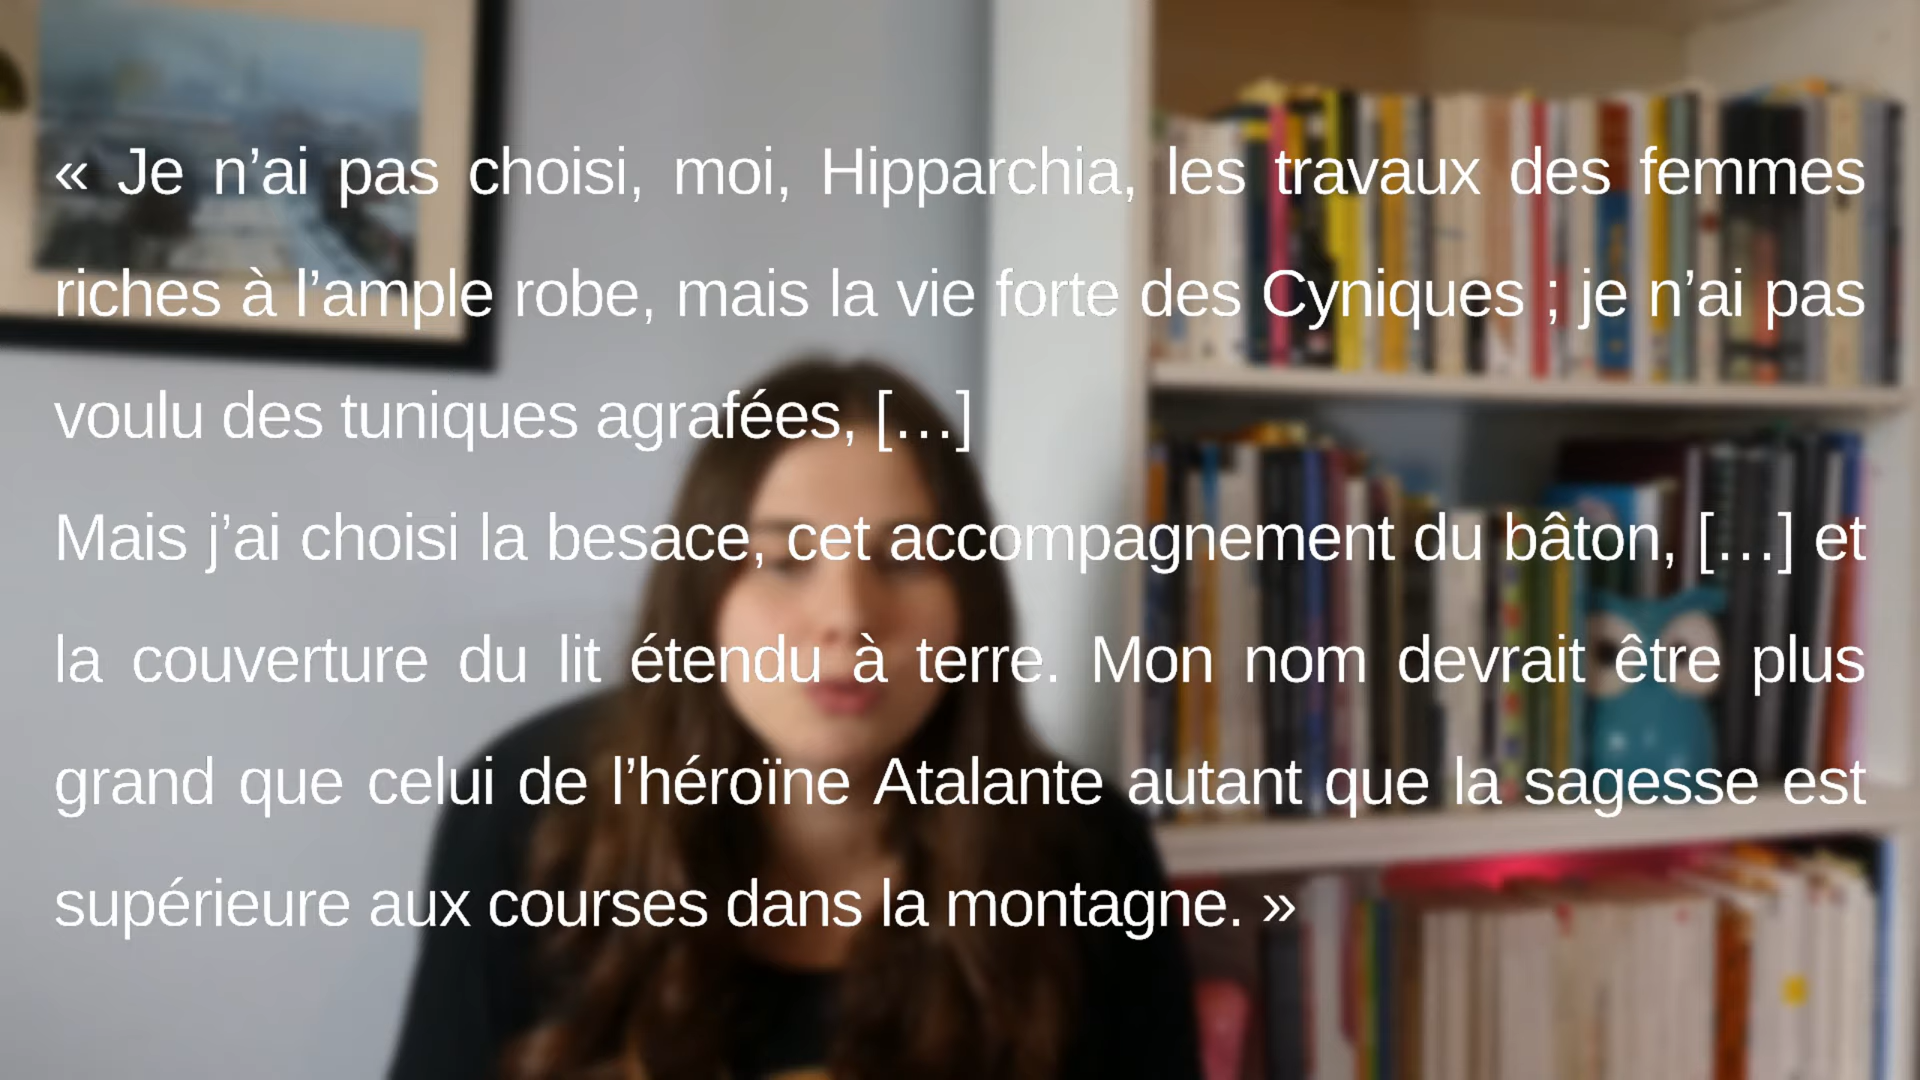 « Je n’ai pas choisi, moi, Hipparchia, les travaux des femmes
riches à l’ample robe, mais la vie forte des Cyniques ; je n’ai pas
voulu des tuniques agrafées, […]
Mais j’ai choisi la besace, cet accompagnement du bâton, […] et
la couverture du lit étendu à terre. Mon nom devrait être plus
grand que celui de l’héroïne Atalante autant que la sagesse est
supérieure aux courses dans la montagne. »